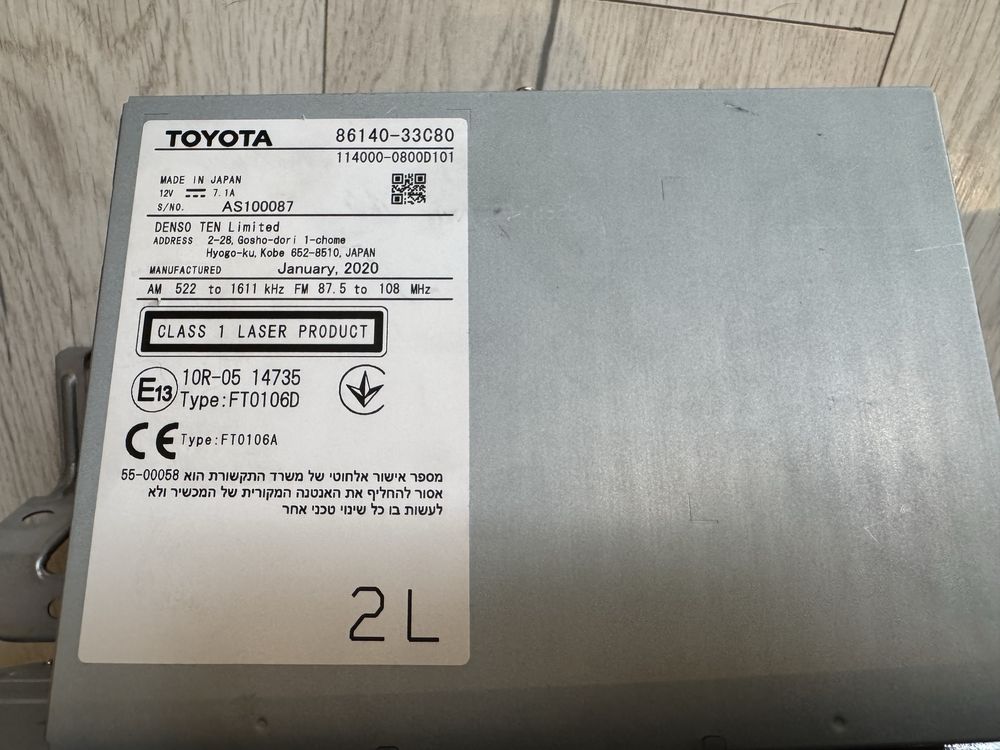 TOYOTA 86140-33C80
114000-0800D101
MADE IN JAPAN
12V 7.1A
S/NO. AS100087
DENSO TEN Limited
ADDRESS 2-28, Gosho-dori 1-chome
Hyogo-ku, Kobe 652-8510, JAPAN
MANUFACTURED January, 2020
AM 522 to 1611 kHz FM 87.5 to 108 MHz
CLASS 1 LASER PRODUCT
E13 10R-05 14735
Type:FT0106D
CE Type:FT0106A
מספר אישור אלחוטי של משרד התקשורת הוא 55-00058
אסור להחליף את האנטנה המקורית של המכשיר ולא
לעשות בו כל שינוי טכני אחר
2L